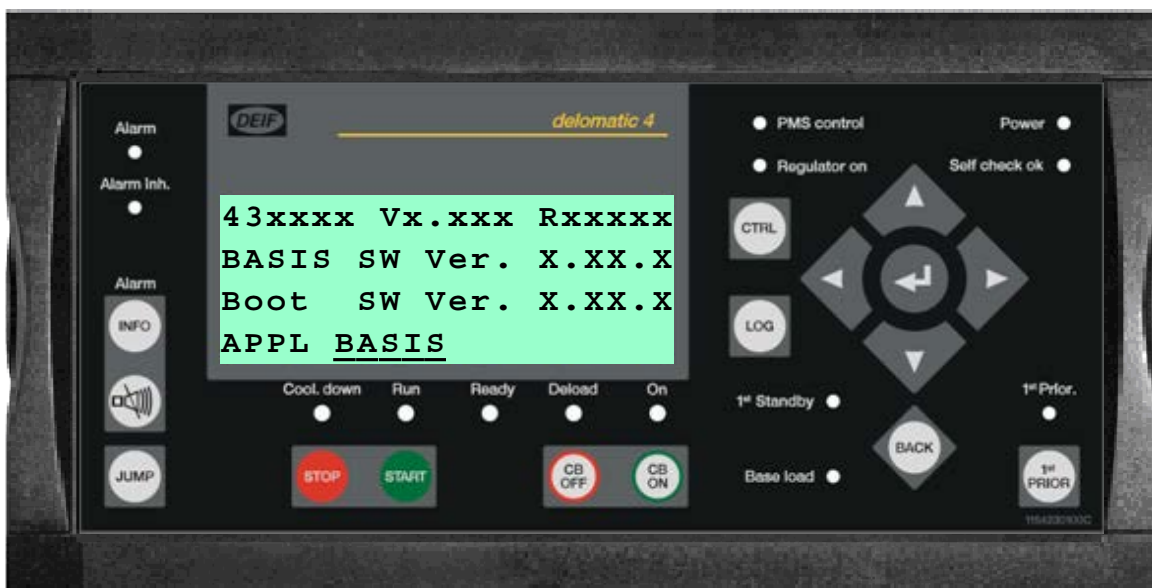 DEIF
delomatic 4
Alarm
Alarm Inh.
43xxxx Vx.xxx Rxxxxx
BASIS SW Ver. X.XX.X
Boot SW Ver. X.XX.X
APPL BASIS
PMS control
Power
Regulator on
Self check ok
CTRL
LOG
Alarm
INFO
JUMP
Cool. down
Run
Ready
Deload
On
STOP
START
CB OFF
CB ON
1st Standby
BACK
Base load
1st Prior.
1st PRIOR